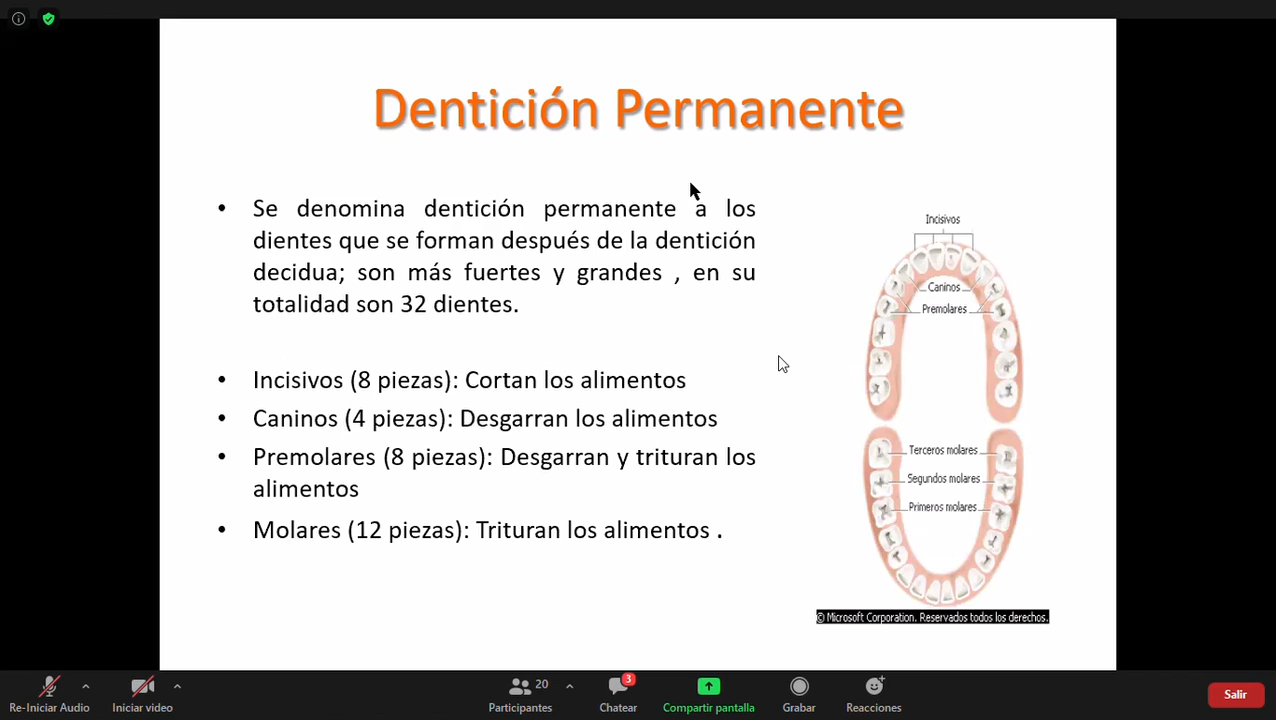 Dentición Permanente
• Se denomina dentición permanente a los
dientes que se forman después de la dentición
decidua; son más fuertes y grandes , en su
totalidad son 32 dientes.
• Incisivos (8 piezas): Cortan los alimentos
• Caninos (4 piezas): Desgarran los alimentos
• Premolares (8 piezas): Desgarran y trituran los
alimentos
• Molares (12 piezas): Trituran los alimentos .
Incisivos
Caninos
Premolares
Terceros molares
Segundos molares
Primeros molares
© Microsoft Corporation. Reservados todos los derechos.
Re-Iniciar Audio
Iniciar video
20
Participantes
3
Chatear
Compartir pantalla
Grabar
Reacciones
Salir